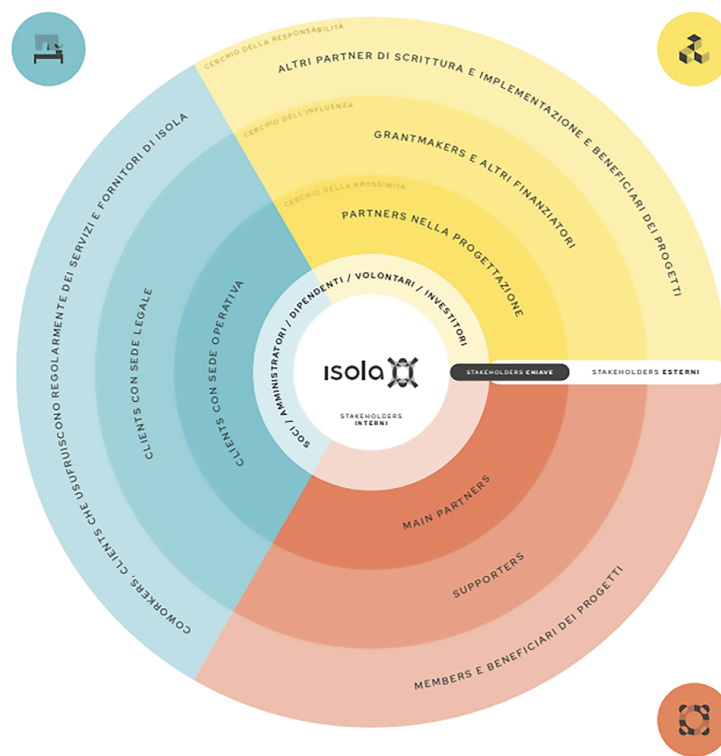 CERCHIO DELLA RESPONSABILITÀ
ALTRI PARTNER DI SCRITTURA E IMPLEMENTAZIONE E BENEFICIARI DEI PROGETTI
CERCHIO DELL'INFLUENZA
GRANTMAKERS E ALTRI FINANZIATORI
CERCHIO DELLA PROSSIMITÀ
PARTNERS NELLA PROGETTAZIONE
COWORKERS, CLIENTS CHE USUFRUISCONO REGOLARMENTE DEI SERVIZI E FORNITORI DI ISOLA
CLIENTS CON SEDE LEGALE
CLIENTS CON SEDE OPERATIVA
SOCI / AMMINISTRATORI / DIPENDENTI / VOLONTARI / INVESTITORI
ısola
STAKEHOLDERS
INTERNI
STAKEHOLDERS CHIAVE
STAKEHOLDERS ESTERNI
MAIN PARTNERS
SUPPORTERS
MEMBERS E BENEFICIARI DEI PROGETTI